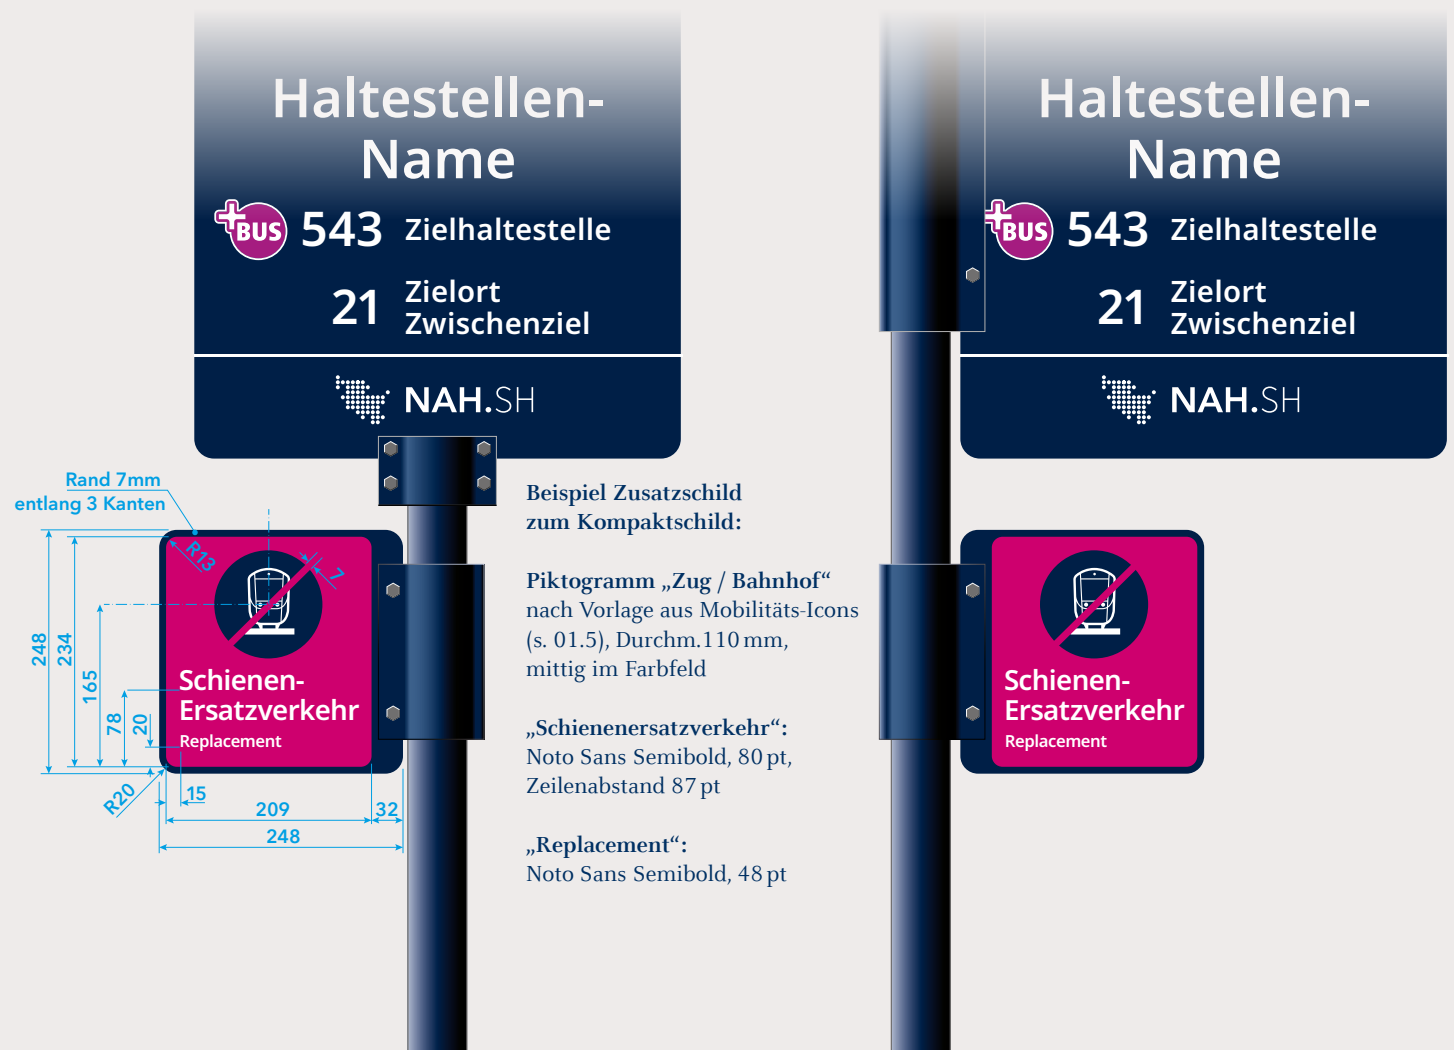 Haltestellen-
Name
+BUS 543 Zielhaltestelle
21 Zielort
Zwischenziel
NAH.SH
Haltestellen-
Name
+BUS 543 Zielhaltestelle
21 Zielort
Zwischenziel
NAH.SH
Rand 7mm
entlang 3 Kanten
R13
7
248
234
165
78
20
R20
15
209
32
248
Schienen-
Ersatzverkehr
Replacement
Beispiel Zusatzschild
zum Kompaktschild:
Piktogramm „Zug / Bahnhof“
nach Vorlage aus Mobilitäts-Icons
(s. 01.5), Durchm.110 mm,
mittig im Farbfeld
„Schienenersatzverkehr“:
Noto Sans Semibold, 80 pt,
Zeilenabstand 87 pt
„Replacement“:
Noto Sans Semibold, 48 pt
Schienen-
Ersatzverkehr
Replacement